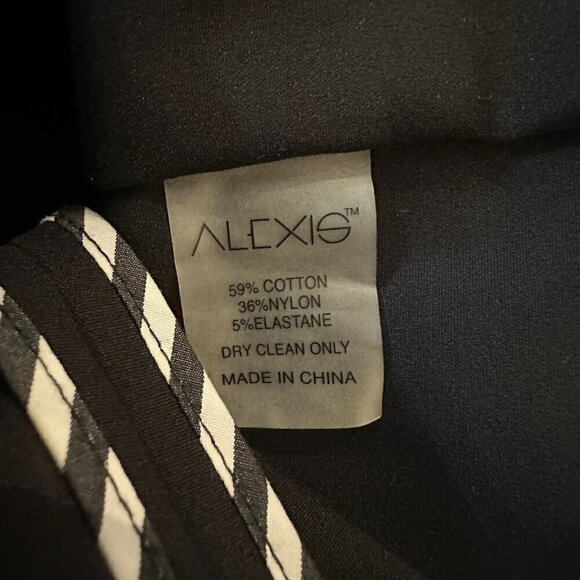 ALEXIS™
59% COTTON
36%NYLON
5%ELASTANE
DRY CLEAN ONLY
MADE IN CHINA